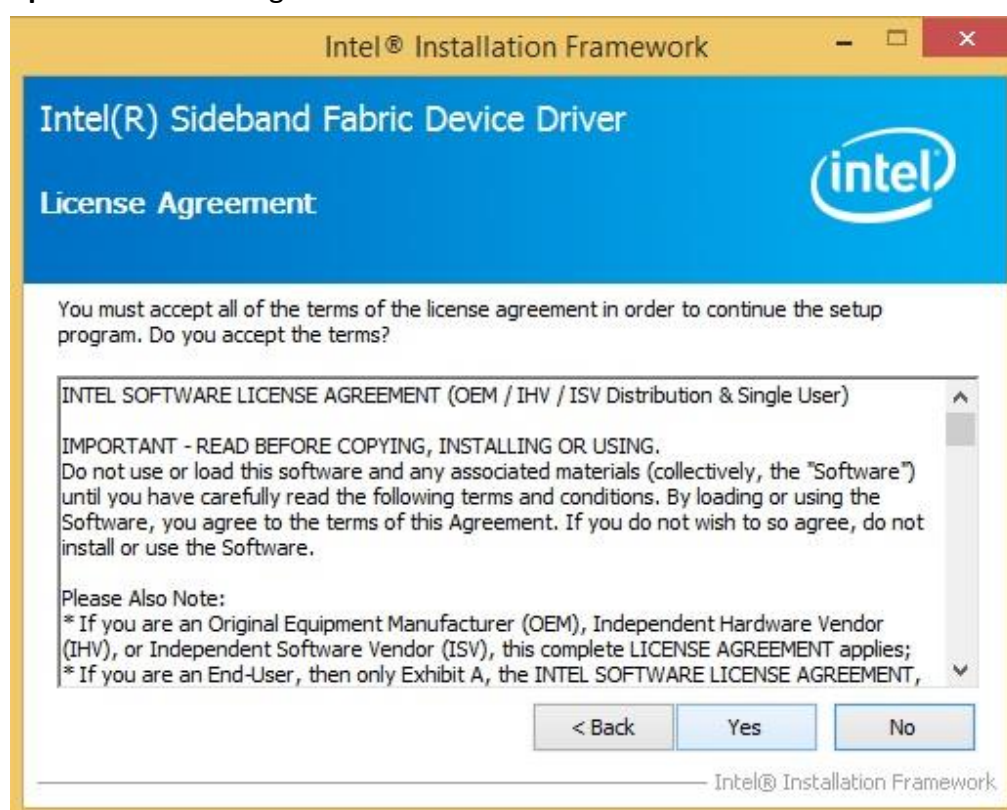 Intel® Installation Framework
Intel(R) Sideband Fabric Device Driver
intel
License Agreement
You must accept all of the terms of the license agreement in order to continue the setup
program. Do you accept the terms?
INTEL SOFTWARE LICENSE AGREEMENT (OEM / IHV / ISV Distribution & Single User)
IMPORTANT - READ BEFORE COPYING, INSTALLING OR USING.
Do not use or load this software and any associated materials (collectively, the "Software")
until you have carefully read the following terms and conditions. By loading or using the
Software, you agree to the terms of this Agreement. If you do not wish to so agree, do not
install or use the Software.
Please Also Note:
* If you are an Original Equipment Manufacturer (OEM), Independent Hardware Vendor
(IHV), or Independent Software Vendor (ISV), this complete LICENSE AGREEMENT applies;
* If you are an End-User, then only Exhibit A, the INTEL SOFTWARE LICENSE AGREEMENT,
< Back Yes No
Intel® Installation Framework